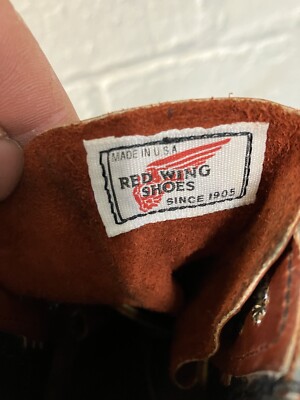 MADE IN U.S.A.
RED WING
SHOES
SINCE 1905